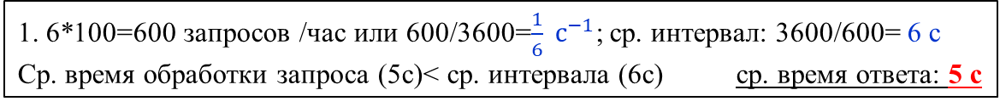 1. 6*100=600 запросов /час или 600/3600=1/6 с⁻¹; ср. интервал: 3600/600= 6 с
Ср. время обработки запроса (5с)< ср. интервала (6с) ср. время ответа: 5 с